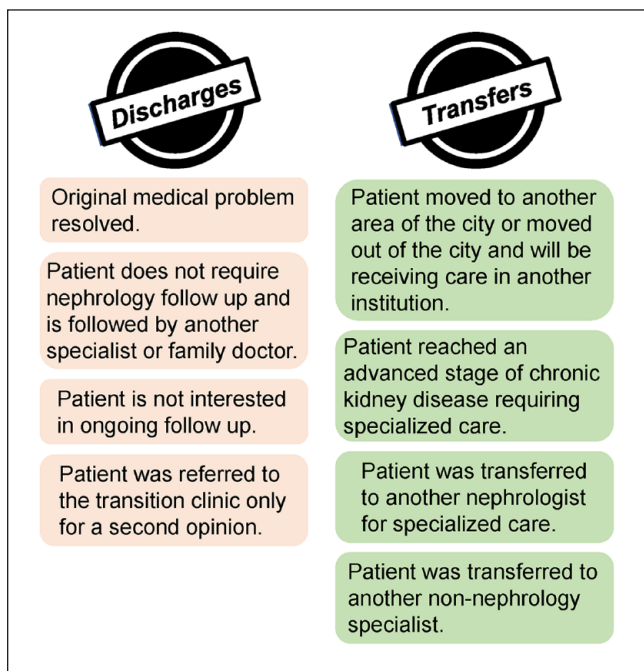 Discharges
Original medical problem
resolved.
Patient does not require
nephrology follow up and
is followed by another
specialist or family doctor.
Patient is not interested
in ongoing follow up.
Patient was referred to
the transition clinic only
for a second opinion.
Transfers
Patient moved to another
area of the city or moved
out of the city and will be
receiving care in another
institution.
Patient reached an
advanced stage of chronic
kidney disease requiring
specialized care.
Patient was transferred
to another nephrologist
for specialized care.
Patient was transferred to
another non-nephrology
specialist.